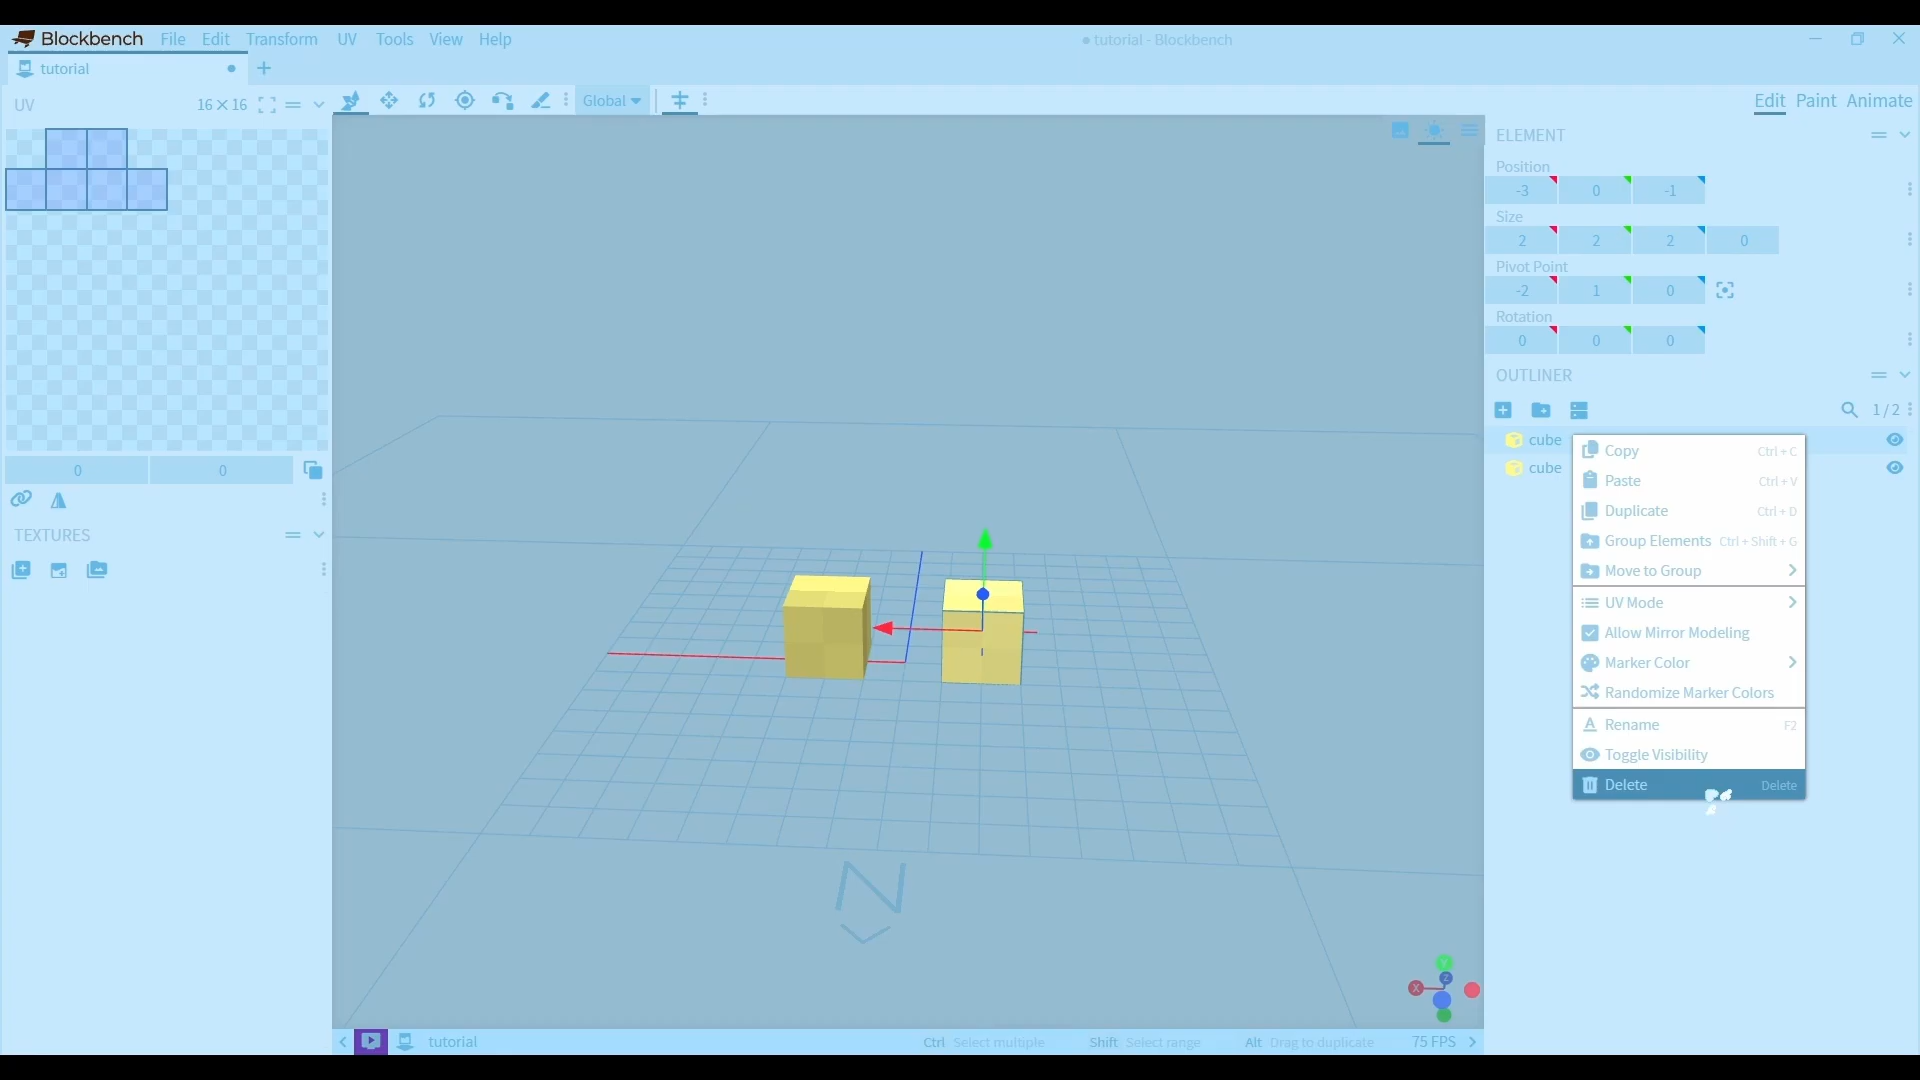 Blockbench File Edit Transform UV Tools View Help
● tutorial - Blockbench
tutorial
UV 16×16
Global
Edit Paint Animate
ELEMENT
Position
-3 0 -1
Size
2 2 2 0
Pivot Point
-2 1 0
Rotation
0 0 0
OUTLINER
1 / 2
cube
cube
Copy Ctrl + C
Paste Ctrl + V
Duplicate Ctrl + D
Group Elements Ctrl + Shift + G
Move to Group
UV Mode
Allow Mirror Modeling
Marker Color
Randomize Marker Colors
Rename F2
Toggle Visibility
Delete Delete
0 0
TEXTURES
N
Y
Z
X
tutorial
Ctrl Select multiple Shift Select range Alt Drag to duplicate 75 FPS